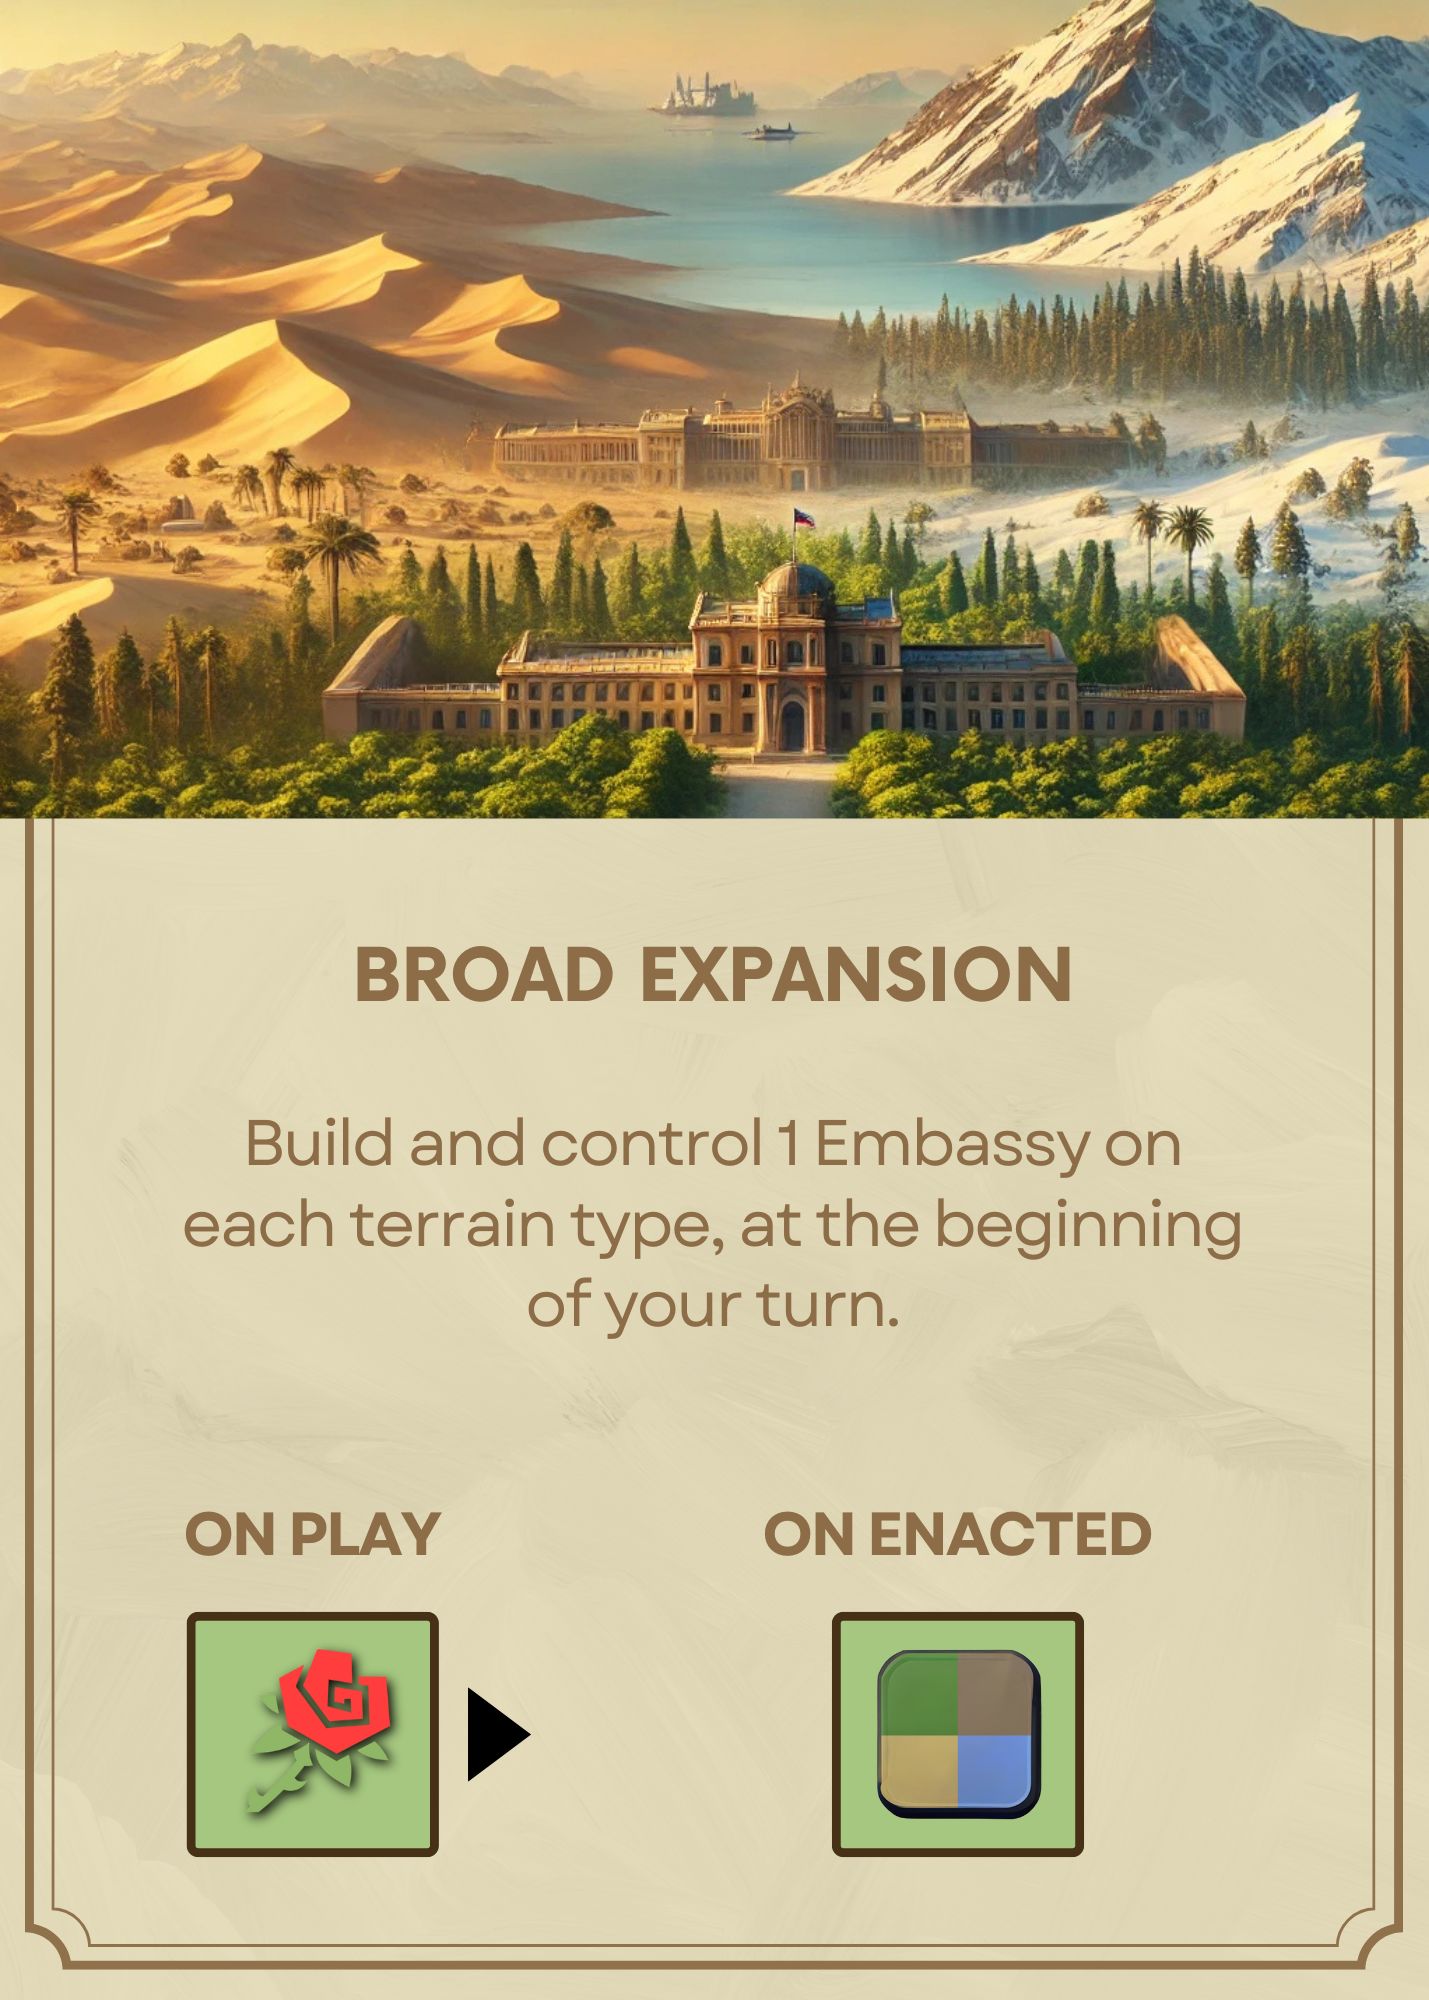 BROAD EXPANSION
Build and control 1 Embassy on
each terrain type, at the beginning
of your turn.
ON PLAY
ON ENACTED